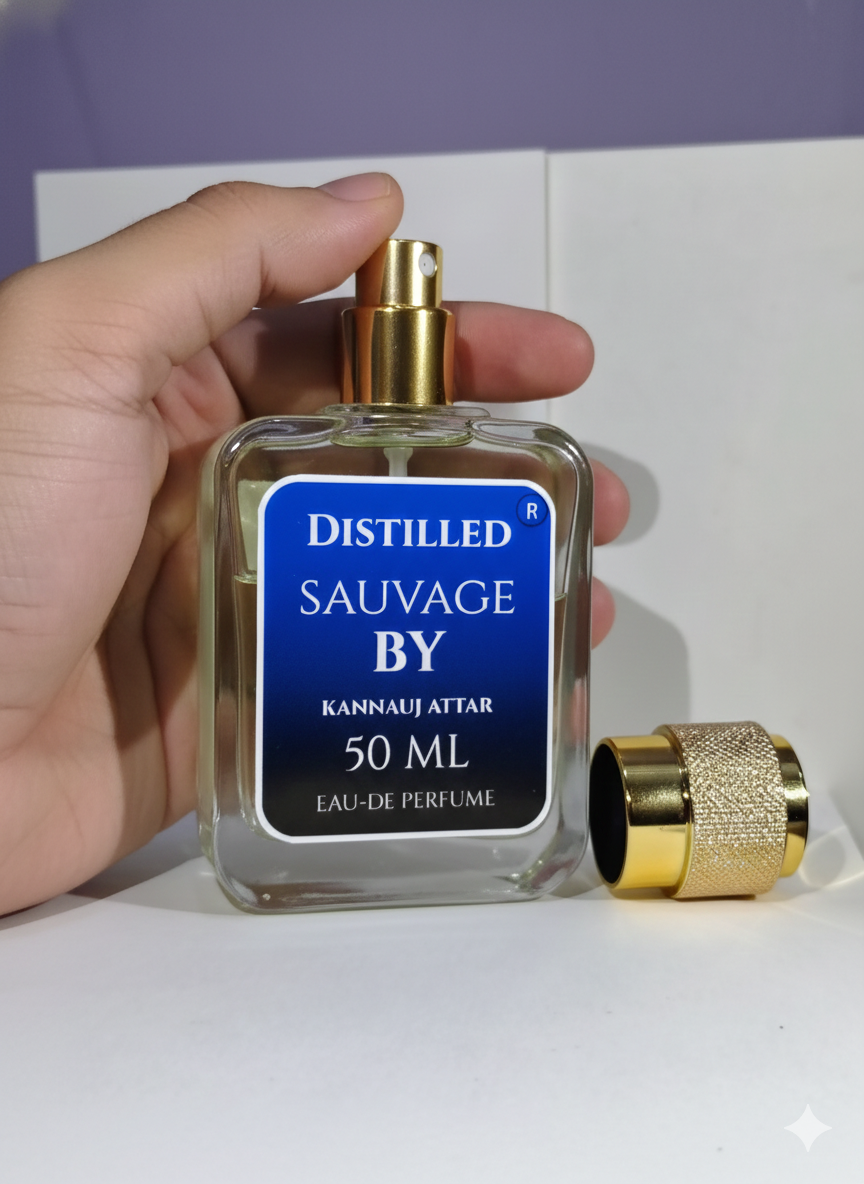 DISTILLED ®
SAUVAGE
BY
KANNAUJ ATTAR
50 ML
EAU-DE PERFUME